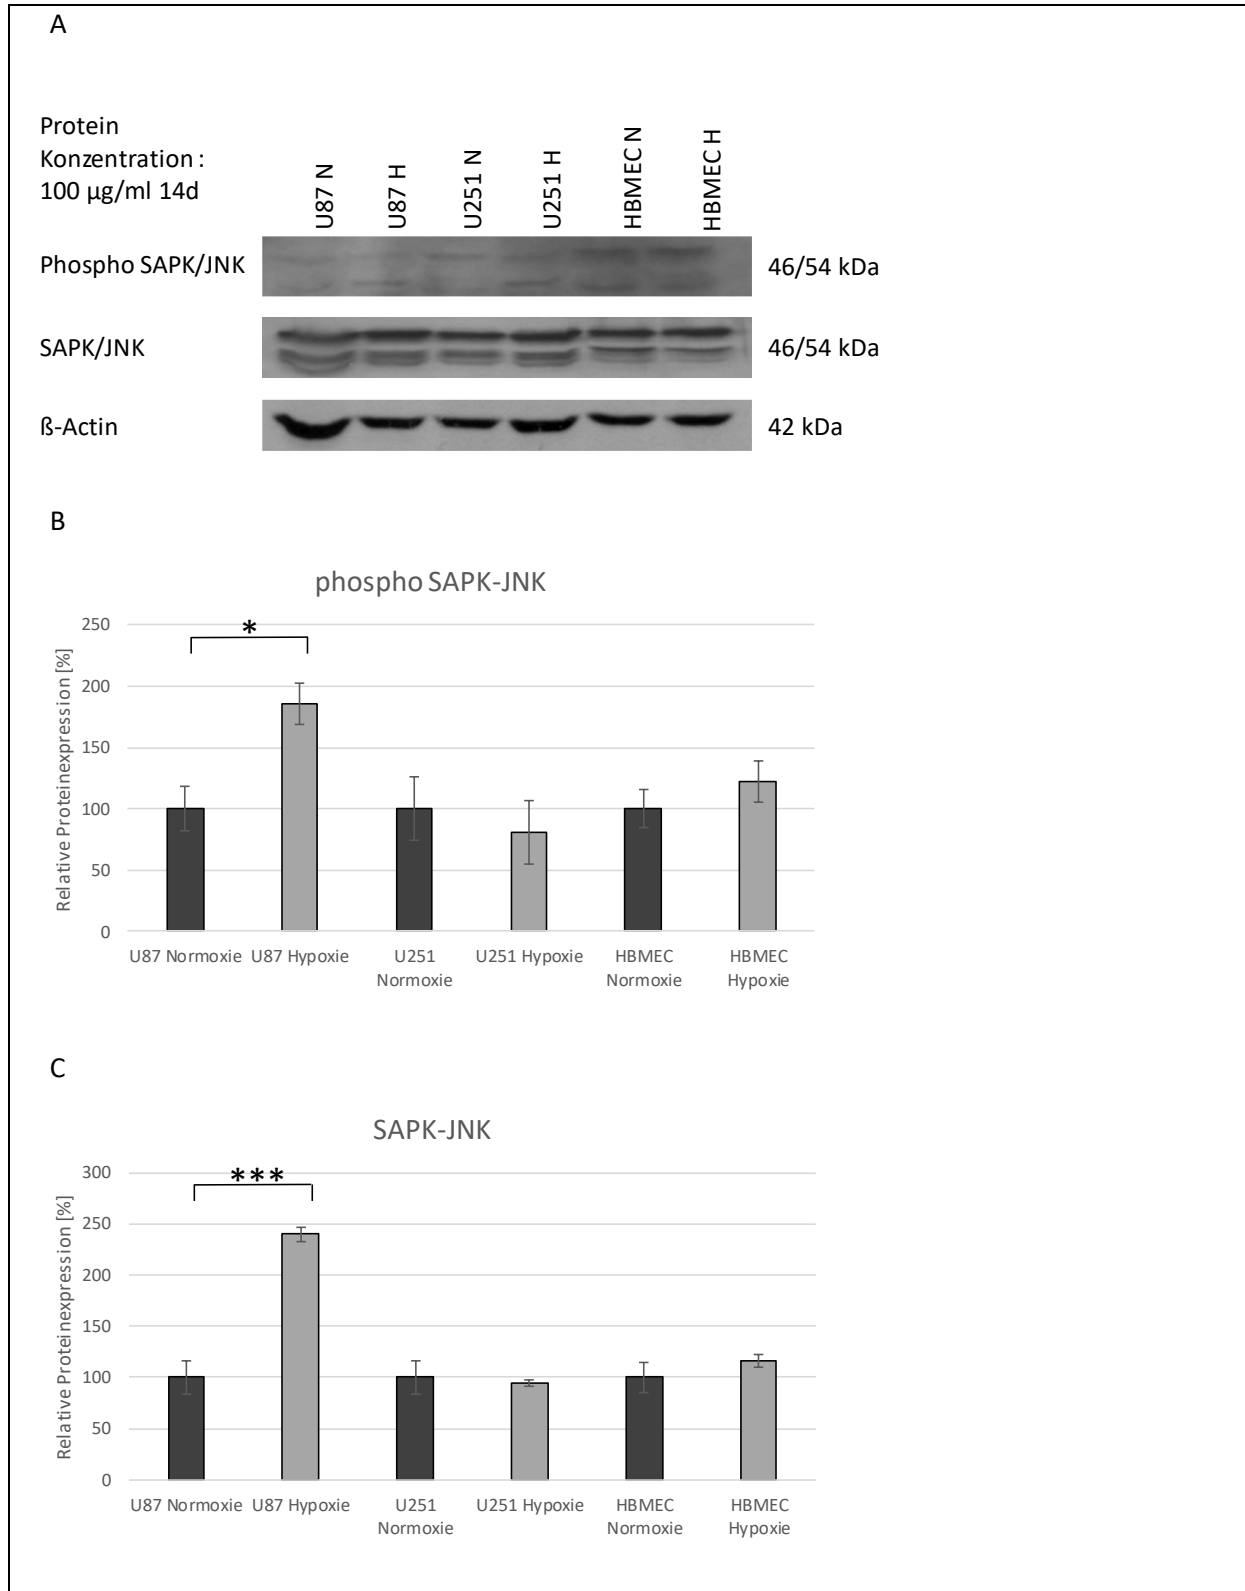 A
Protein
Konzentration :
100 µg/ml 14d
U87 N
U87 H
U251 N
U251 H
HBMEC N
HBMEC H
Phospho SAPK/JNK
46/54 kDa
SAPK/JNK
46/54 kDa
ß-Actin
42 kDa
B
phospho SAPK-JNK
Relative Proteinexpression [%]
250
200
150
100
50
0
*
U87 Normoxie
U87 Hypoxie
U251
Normoxie
U251 Hypoxie
HBMEC
Normoxie
HBMEC
Hypoxie
C
SAPK-JNK
Relative Proteinexpression [%]
300
250
200
150
100
50
0
***
U87 Normoxie
U87 Hypoxie
U251
Normoxie
U251 Hypoxie
HBMEC
Normoxie
HBMEC
Hypoxie